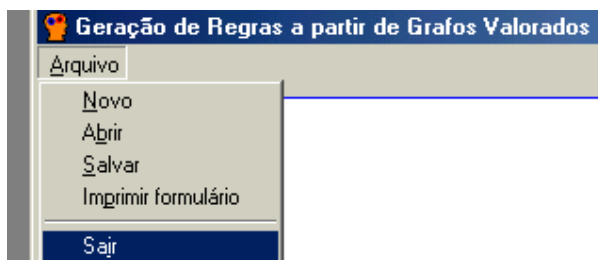 Geração de Regras a partir de Grafos Valorados
Arquivo
Novo
Abrir
Salvar
Imprimir formulário
Sair